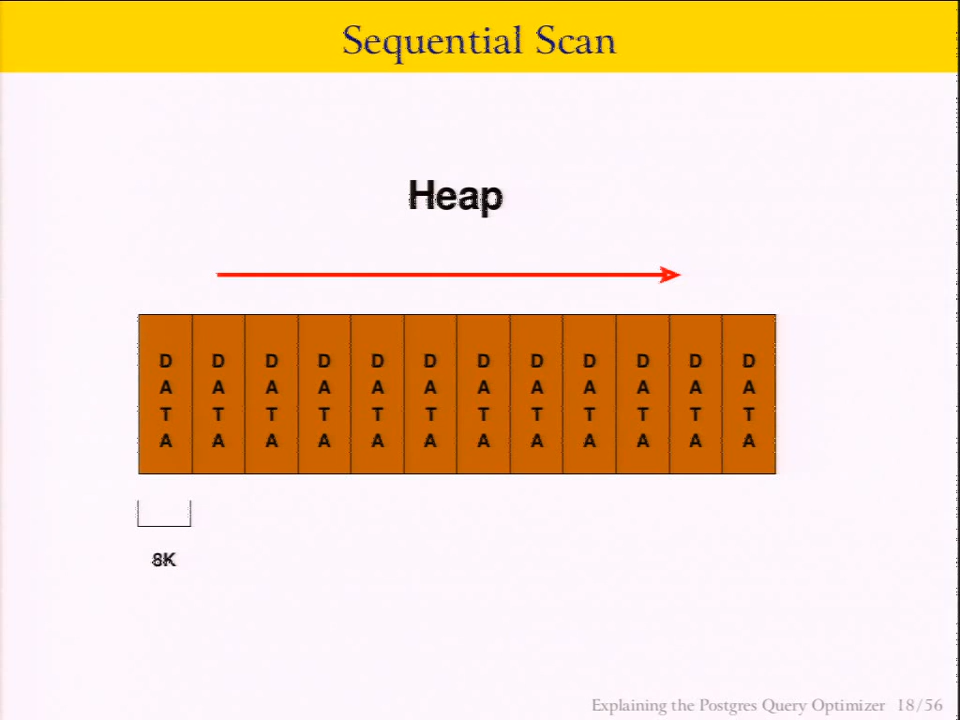 Sequential Scan
Heap
D D D D D D D D D D D D
A A A A A A A A A A A A
T T T T T T T T T T T T
A A A A A A A A A A A A
8K
Explaining the Postgres Query Optimizer 18/56